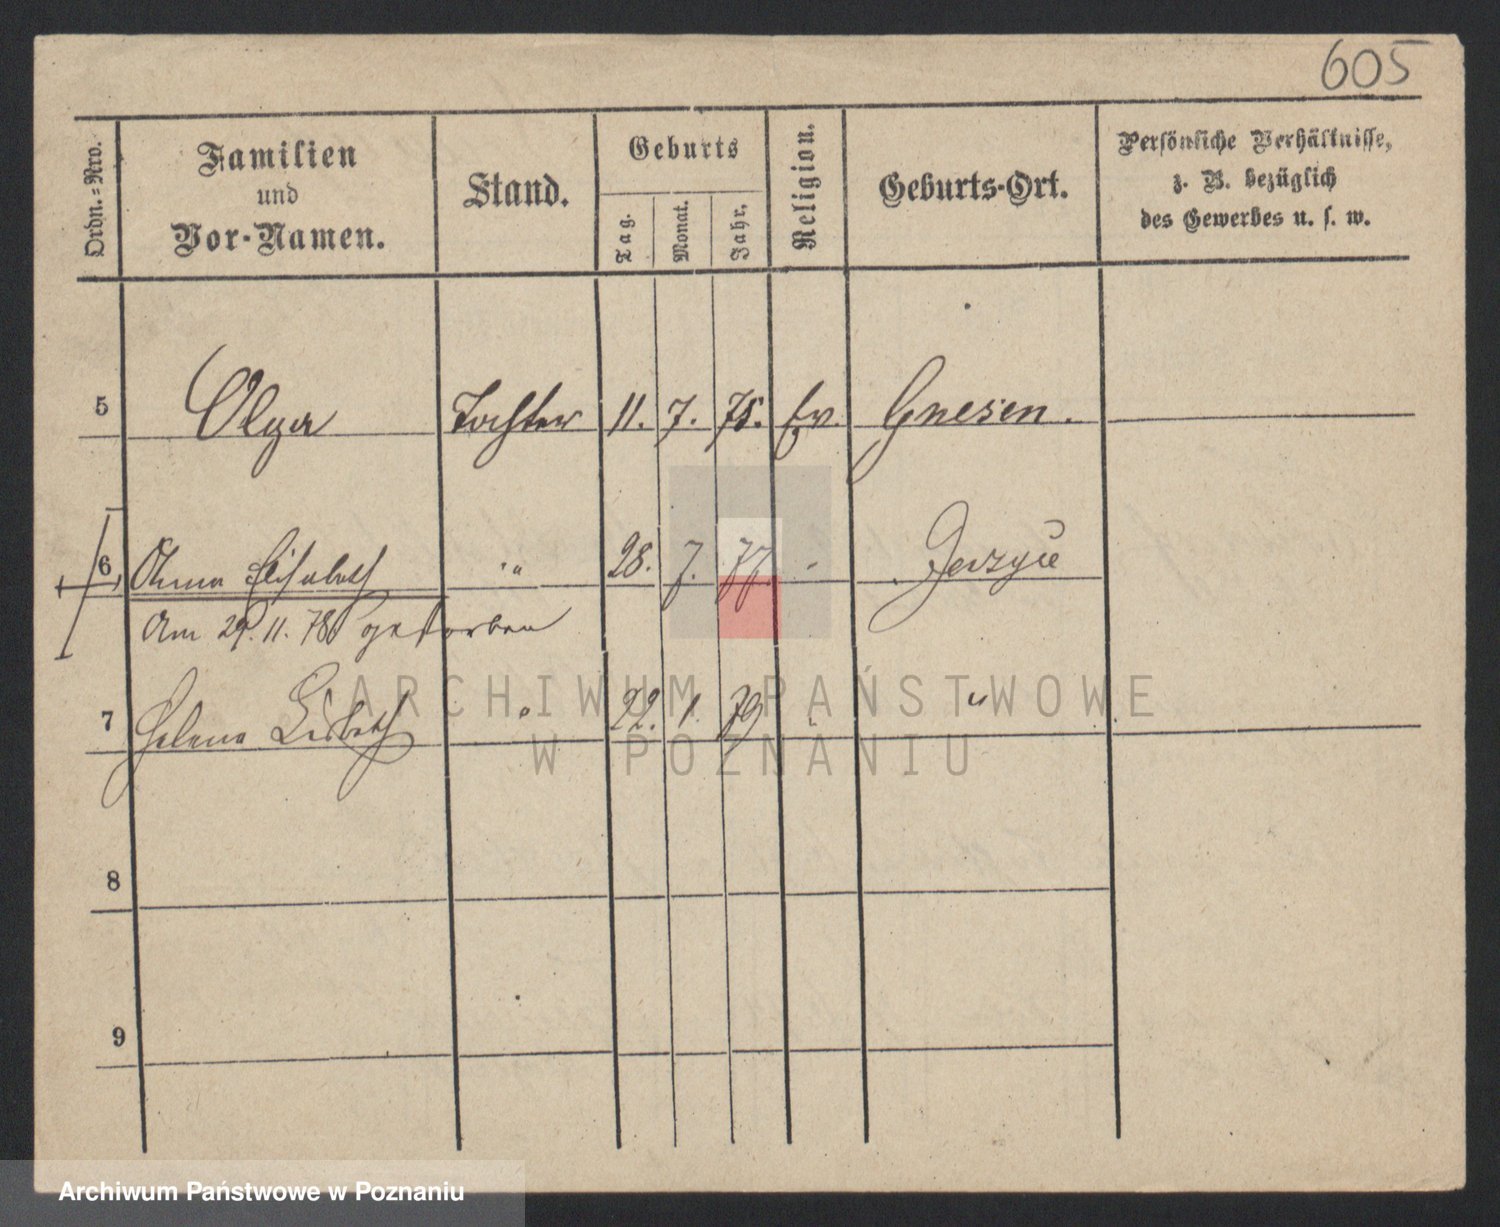 605
Ordn.=Nro.
Familien
und
Vor-Namen.
Stand.
Geburts
Tag.
Monat.
Jahr.
Religion.
Geburts-Ort.
Persönliche Verhältnisse,
z. B. bezüglich
des Gewerbes u. s. w.
5 Olga Tochter 11. 7. 75. Ev. Gnesen.
6 Anna Elisabeth " 28. 7. 77. "
Am 29. 11. 78 gestorben
7 Helene Lisbeth " 22. 1. 79 " "
8
9
ARCHIWUM PAŃSTWOWE
W POZNANIU
Archiwum Państwowe w Poznaniu